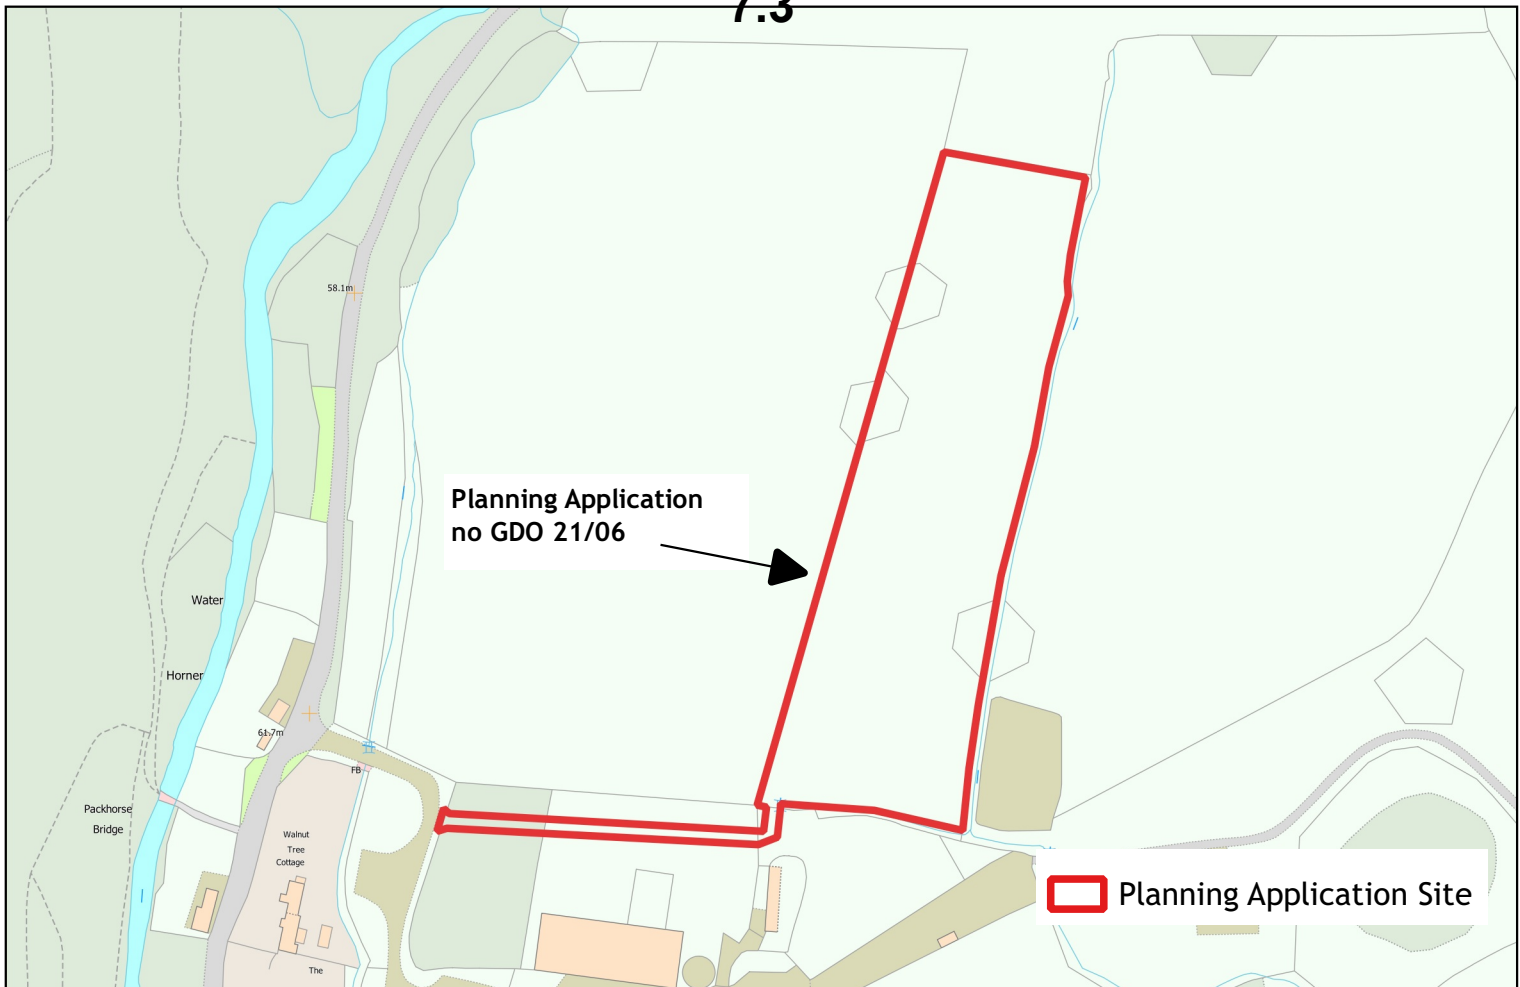 7.3
58.1m
Planning Application
no GDO 21/06
Water
Horner
61.7m
FB
Packhorse
Bridge
Walnut
Tree
Cottage
The
Planning Application Site